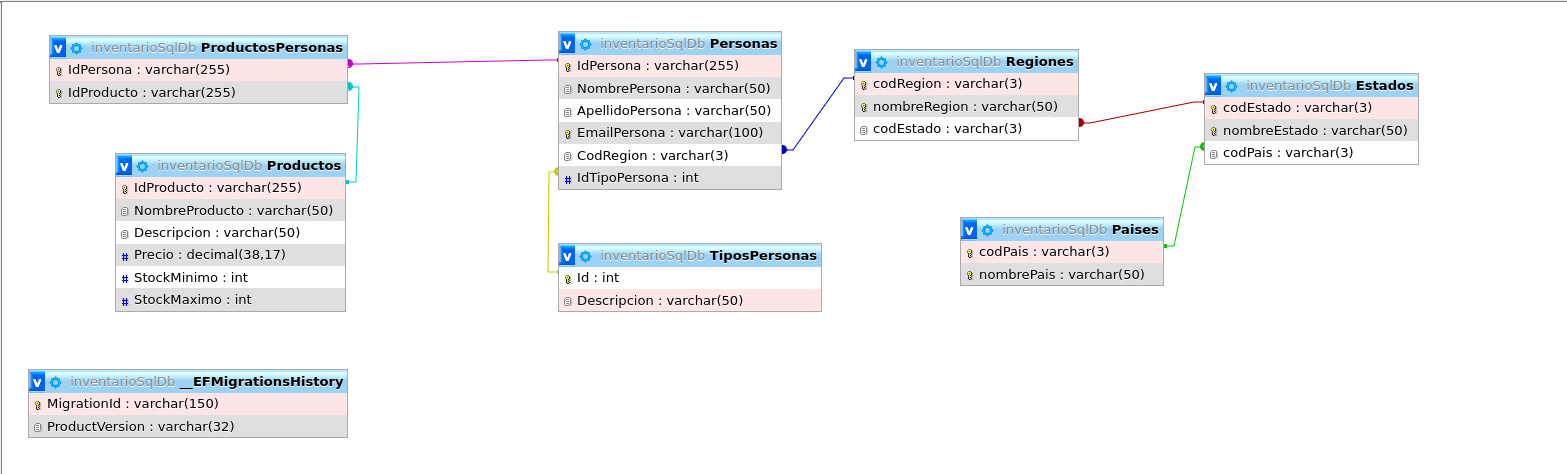 v inventarioSqlDb ProductosPersonas
IdPersona : varchar(255)
IdProducto : varchar(255)
v inventarioSqlDb Productos
IdProducto : varchar(255)
NombreProducto : varchar(50)
Descripcion : varchar(50)
# Precio : decimal(38,17)
# StockMinimo : int
# StockMaximo : int
v inventarioSqlDb __EFMigrationsHistory
MigrationId : varchar(150)
ProductVersion : varchar(32)
v inventarioSqlDb Personas
IdPersona : varchar(255)
NombrePersona : varchar(50)
ApellidoPersona : varchar(50)
EmailPersona : varchar(100)
CodRegion : varchar(3)
# IdTipoPersona : int
v inventarioSqlDb TiposPersonas
Id : int
Descripcion : varchar(50)
v inventarioSqlDb Regiones
codRegion : varchar(3)
nombreRegion : varchar(50)
codEstado : varchar(3)
v inventarioSqlDb Estados
codEstado : varchar(3)
nombreEstado : varchar(50)
codPais : varchar(3)
v inventarioSqlDb Paises
codPais : varchar(3)
nombrePais : varchar(50)